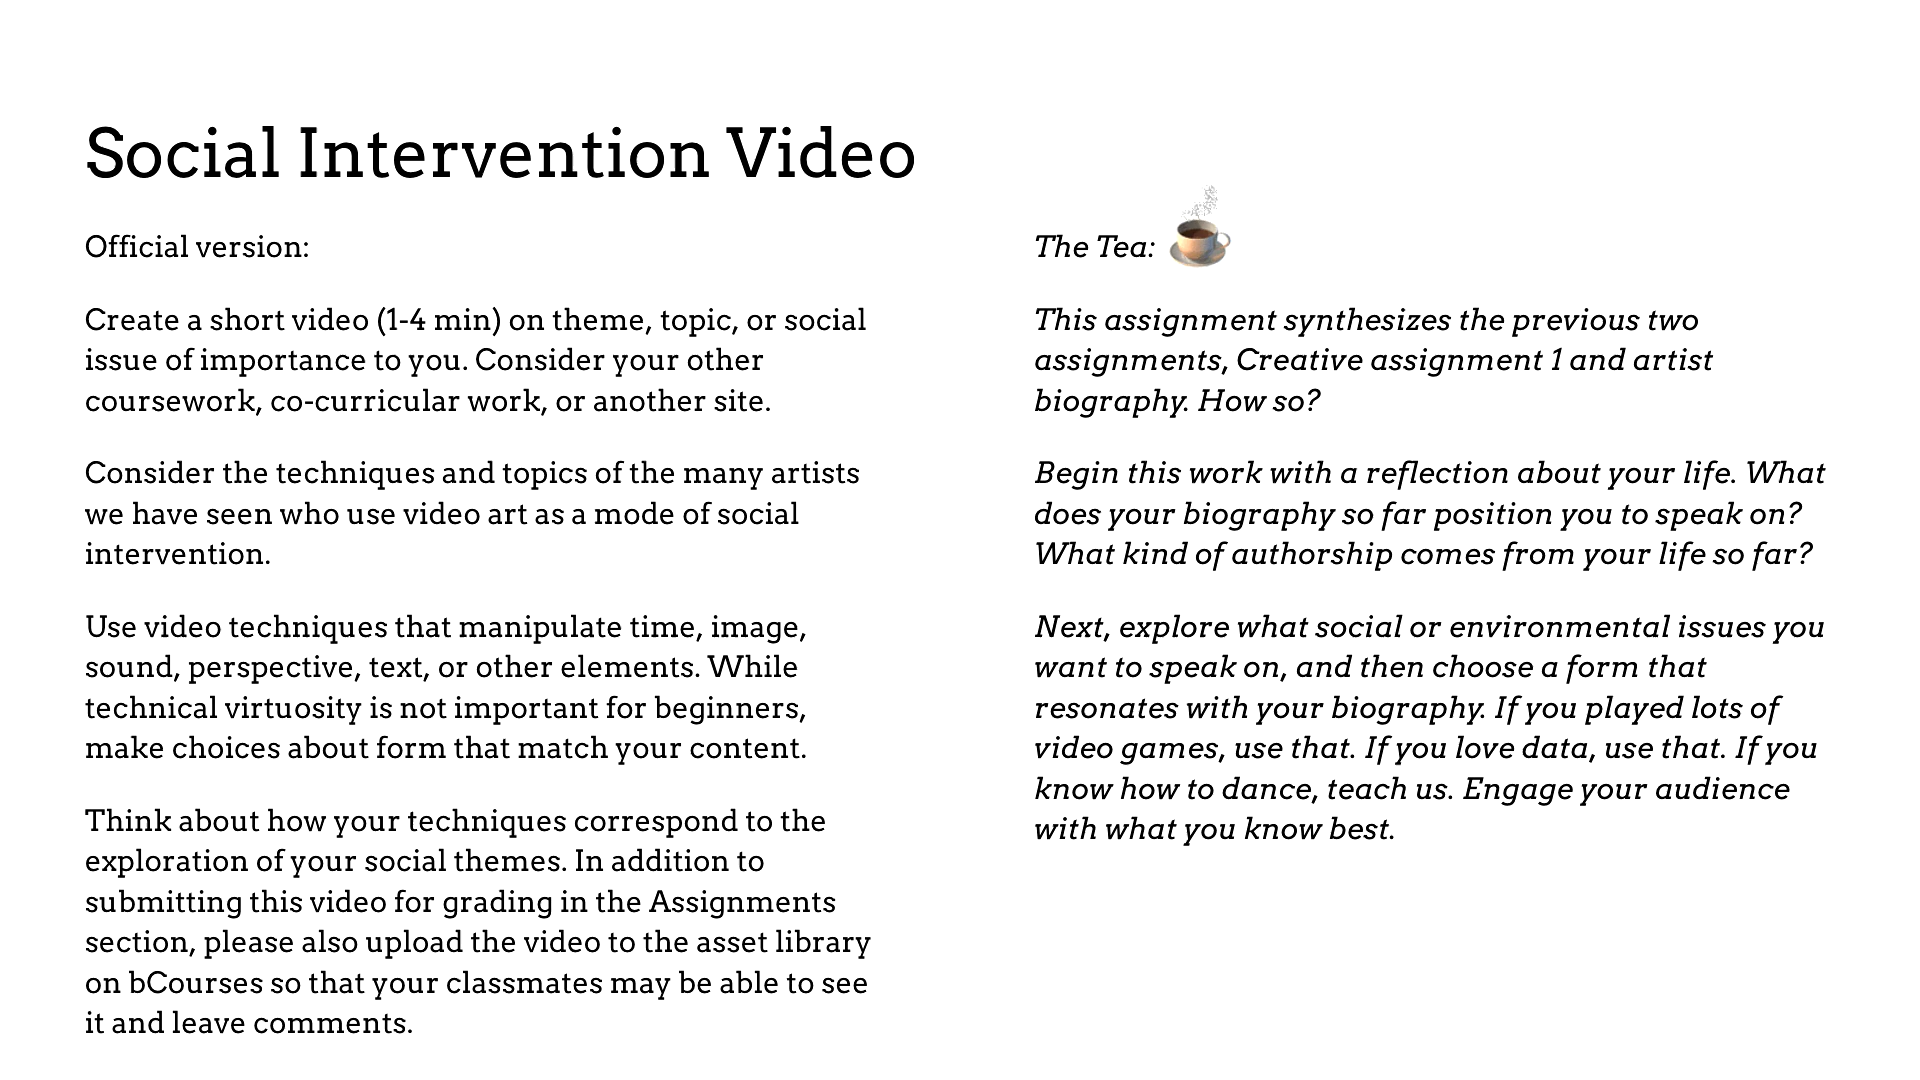 Social Intervention Video
Official version:
Create a short video (1-4 min) on theme, topic, or social
issue of importance to you. Consider your other
coursework, co-curricular work, or another site.
Consider the techniques and topics of the many artists
we have seen who use video art as a mode of social
intervention.
Use video techniques that manipulate time, image,
sound, perspective, text, or other elements. While
technical virtuosity is not important for beginners,
make choices about form that match your content.
Think about how your techniques correspond to the
exploration of your social themes. In addition to
submitting this video for grading in the Assignments
section, please also upload the video to the asset library
on bCourses so that your classmates may be able to see
it and leave comments.
The Tea:
This assignment synthesizes the previous two
assignments, Creative assignment 1 and artist
biography. How so?
Begin this work with a reflection about your life. What
does your biography so far position you to speak on?
What kind of authorship comes from your life so far?
Next, explore what social or environmental issues you
want to speak on, and then choose a form that
resonates with your biography. If you played lots of
video games, use that. If you love data, use that. If you
know how to dance, teach us. Engage your audience
with what you know best.